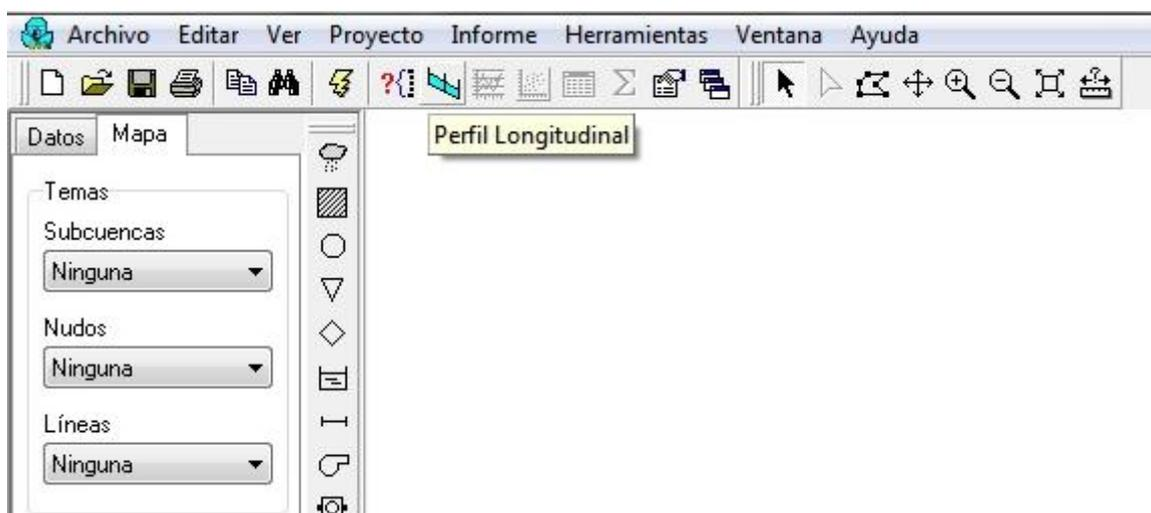 Archivo Editar Ver Proyecto Informe Herramientas Ventana Ayuda
Perfil Longitudinal
Datos Mapa
Temas
Subcuencas
Ninguna
Nudos
Ninguna
Líneas
Ninguna